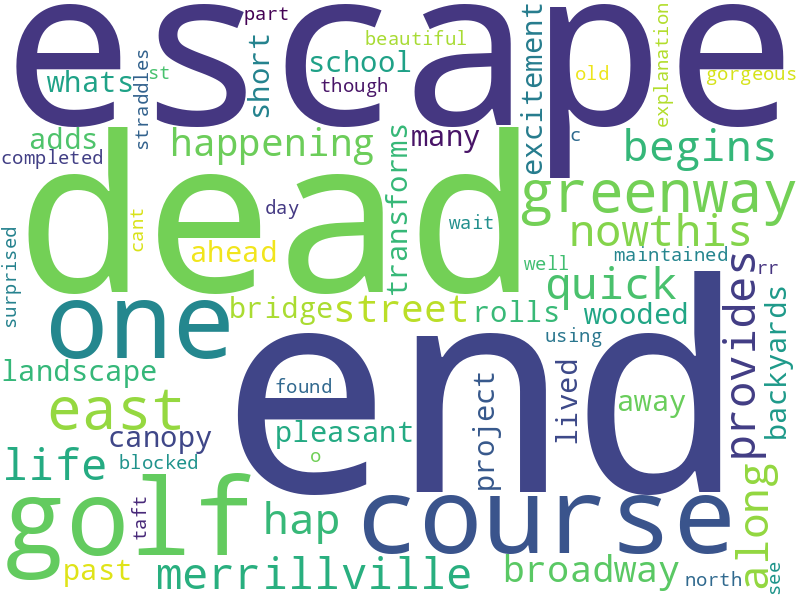 escape
part
beautiful
whats
st
straddles
short
school
though
excitement
old
explanation
gorgeous
adds
completed
happening
transforms
many
c
begins
dead
greenway
nowthis
surprised
cant
day
ahead
wait
well
maintained
rr
one
bridge
street
rolls
quick
wooded
provides
backyards
landscape
east
canopy
end
found
using
lived
away
project
pleasant
life
blocked
o
golf
taft
hap
course
along
past
merrillville
broadway
north
see